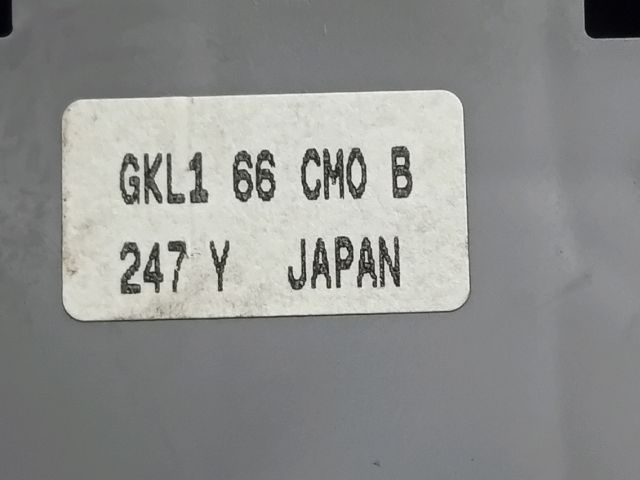 GKL1 66 CM0 B
247 Y JAPAN